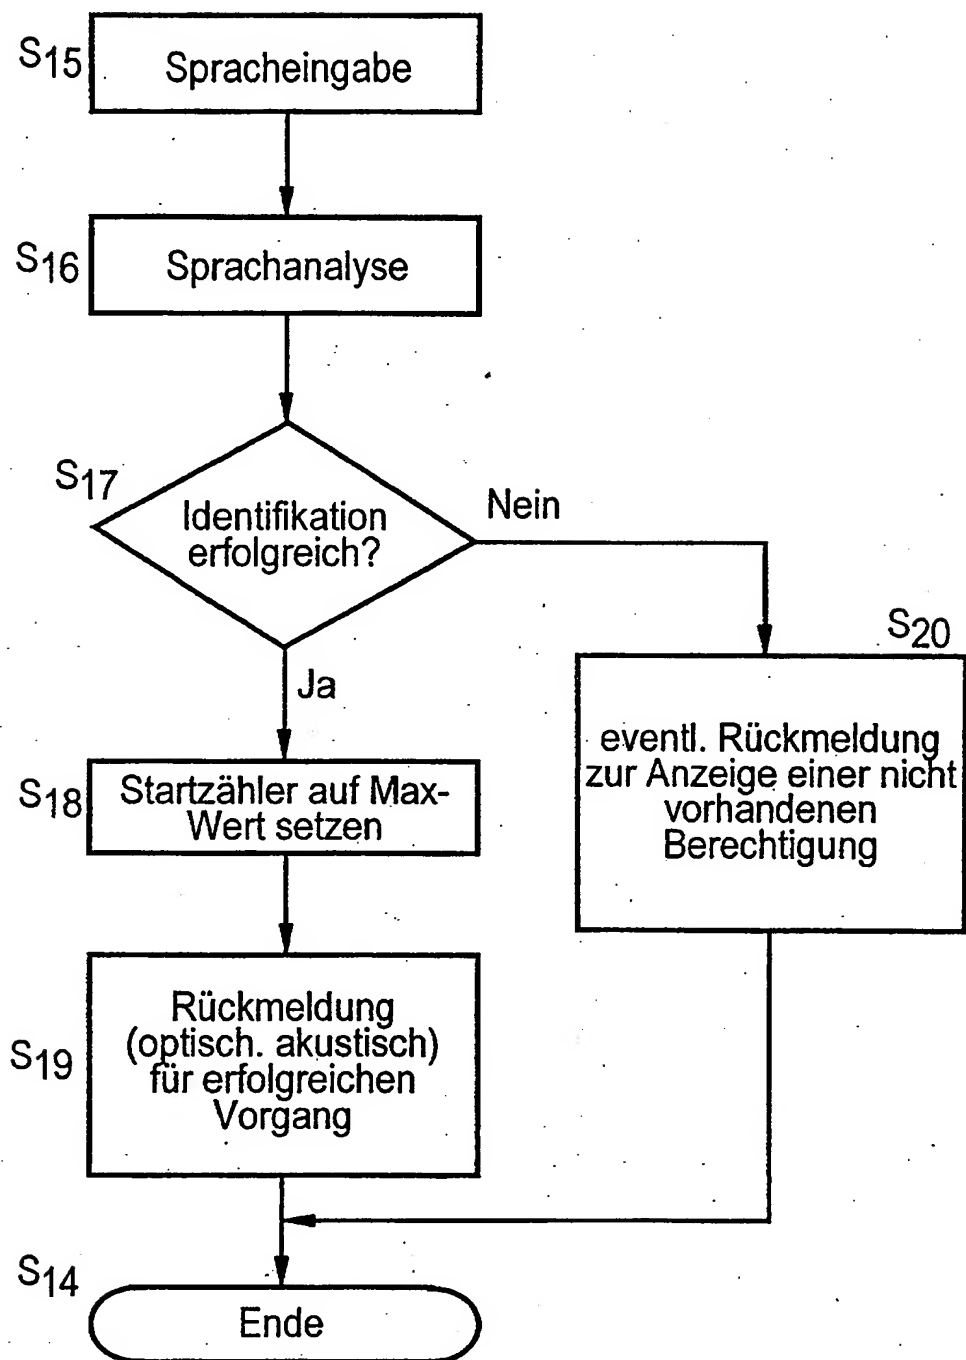 S15
Spracheingabe
S16
Sprachanalyse
S17
Identifikation
erfolgreich?
Nein
Ja
S20
eventl. Rückmeldung
zur Anzeige einer nicht
vorhandenen
Berechtigung
S18
Startzähler auf Max-
Wert setzen
S19
Rückmeldung
(optisch. akustisch)
für erfolgreichen
Vorgang
S14
Ende